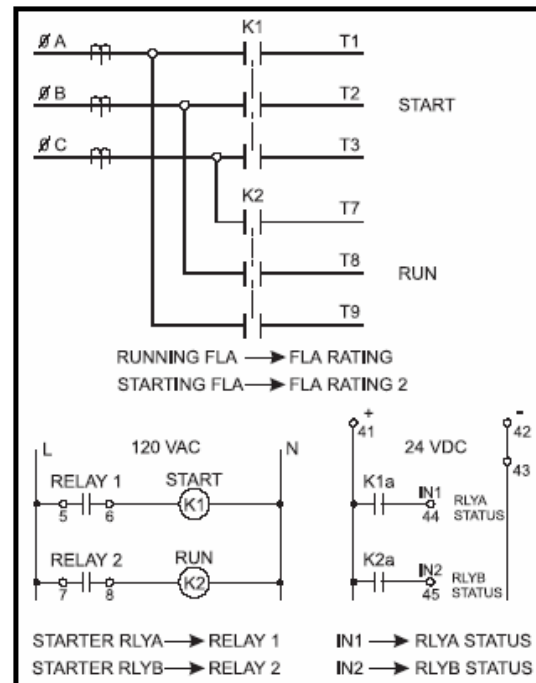 K1
Ø A
T1
Ø B
T2
START
Ø C
T3
K2
T7
T8
RUN
T9
RUNNING FLA → FLA RATING
STARTING FLA → FLA RATING 2
L
120 VAC
N
RELAY 1
START
5
6
K1
RELAY 2
RUN
7
8
K2
+
-
41
24 VDC
42
43
K1a
IN1
RLYA
44
STATUS
K2a
IN2
RLYB
45
STATUS
STARTER RLYA → RELAY 1
IN1 → RLYA STATUS
STARTER RLYB → RELAY 2
IN2 → RLYB STATUS